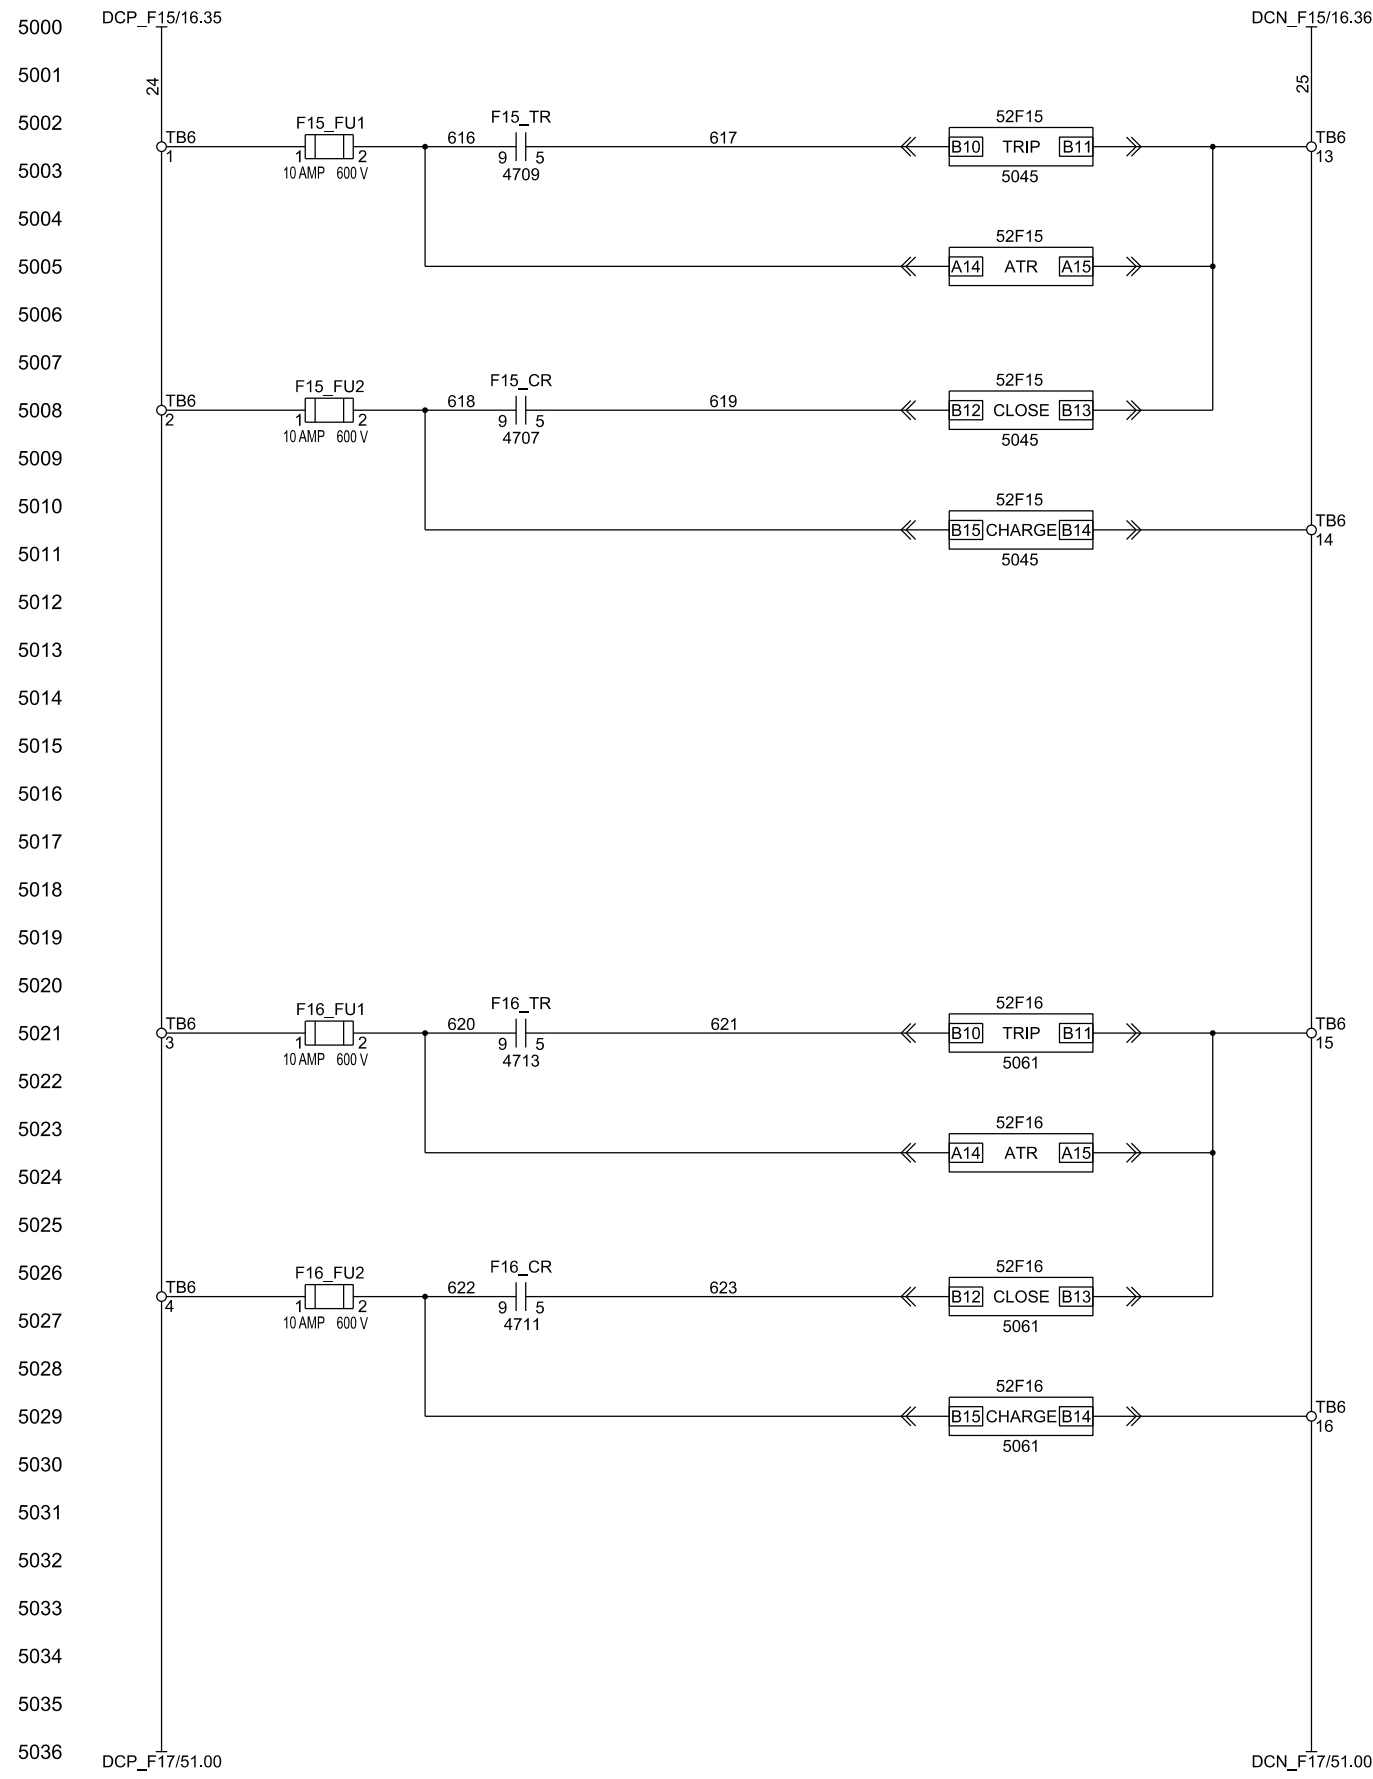 5000 DCP_F15/16.35 DCN_F15/16.36
5001 24 25
5002 TB6 F15_FU1 616 F15_TR 617 52F15 TB6
1 1 2 9 5 B10 TRIP B11 13
5003 10 AMP 600 V 4709 5045
5004 52F15
5005 A14 ATR A15
5006
5007 F15_FU2 F15_CR 52F15
5008 TB6 618 619 B12 CLOSE B13
2 1 2 9 5
10 AMP 600 V 4707 5045
5009
5010 52F15
TB6
B15 CHARGE B14 14
5011 5045
5012
5013
5014
5015
5016
5017
5018
5019
5020 F16_FU1 F16_TR 52F16
5021 TB6 620 621 B10 TRIP B11 TB6
3 1 2 9 5 15
10 AMP 600 V 4713 5061
5022
5023 52F16
A14 ATR A15
5024
5025
5026 F16_FU2 F16_CR 52F16
TB6 622 623 B12 CLOSE B13
4 1 2 9 5
5027 10 AMP 600 V 4711 5061
5028 52F16
5029 B15 CHARGE B14 TB6
16
5061
5030
5031
5032
5033
5034
5035
5036 DCP_F17/51.00 DCN_F17/51.00